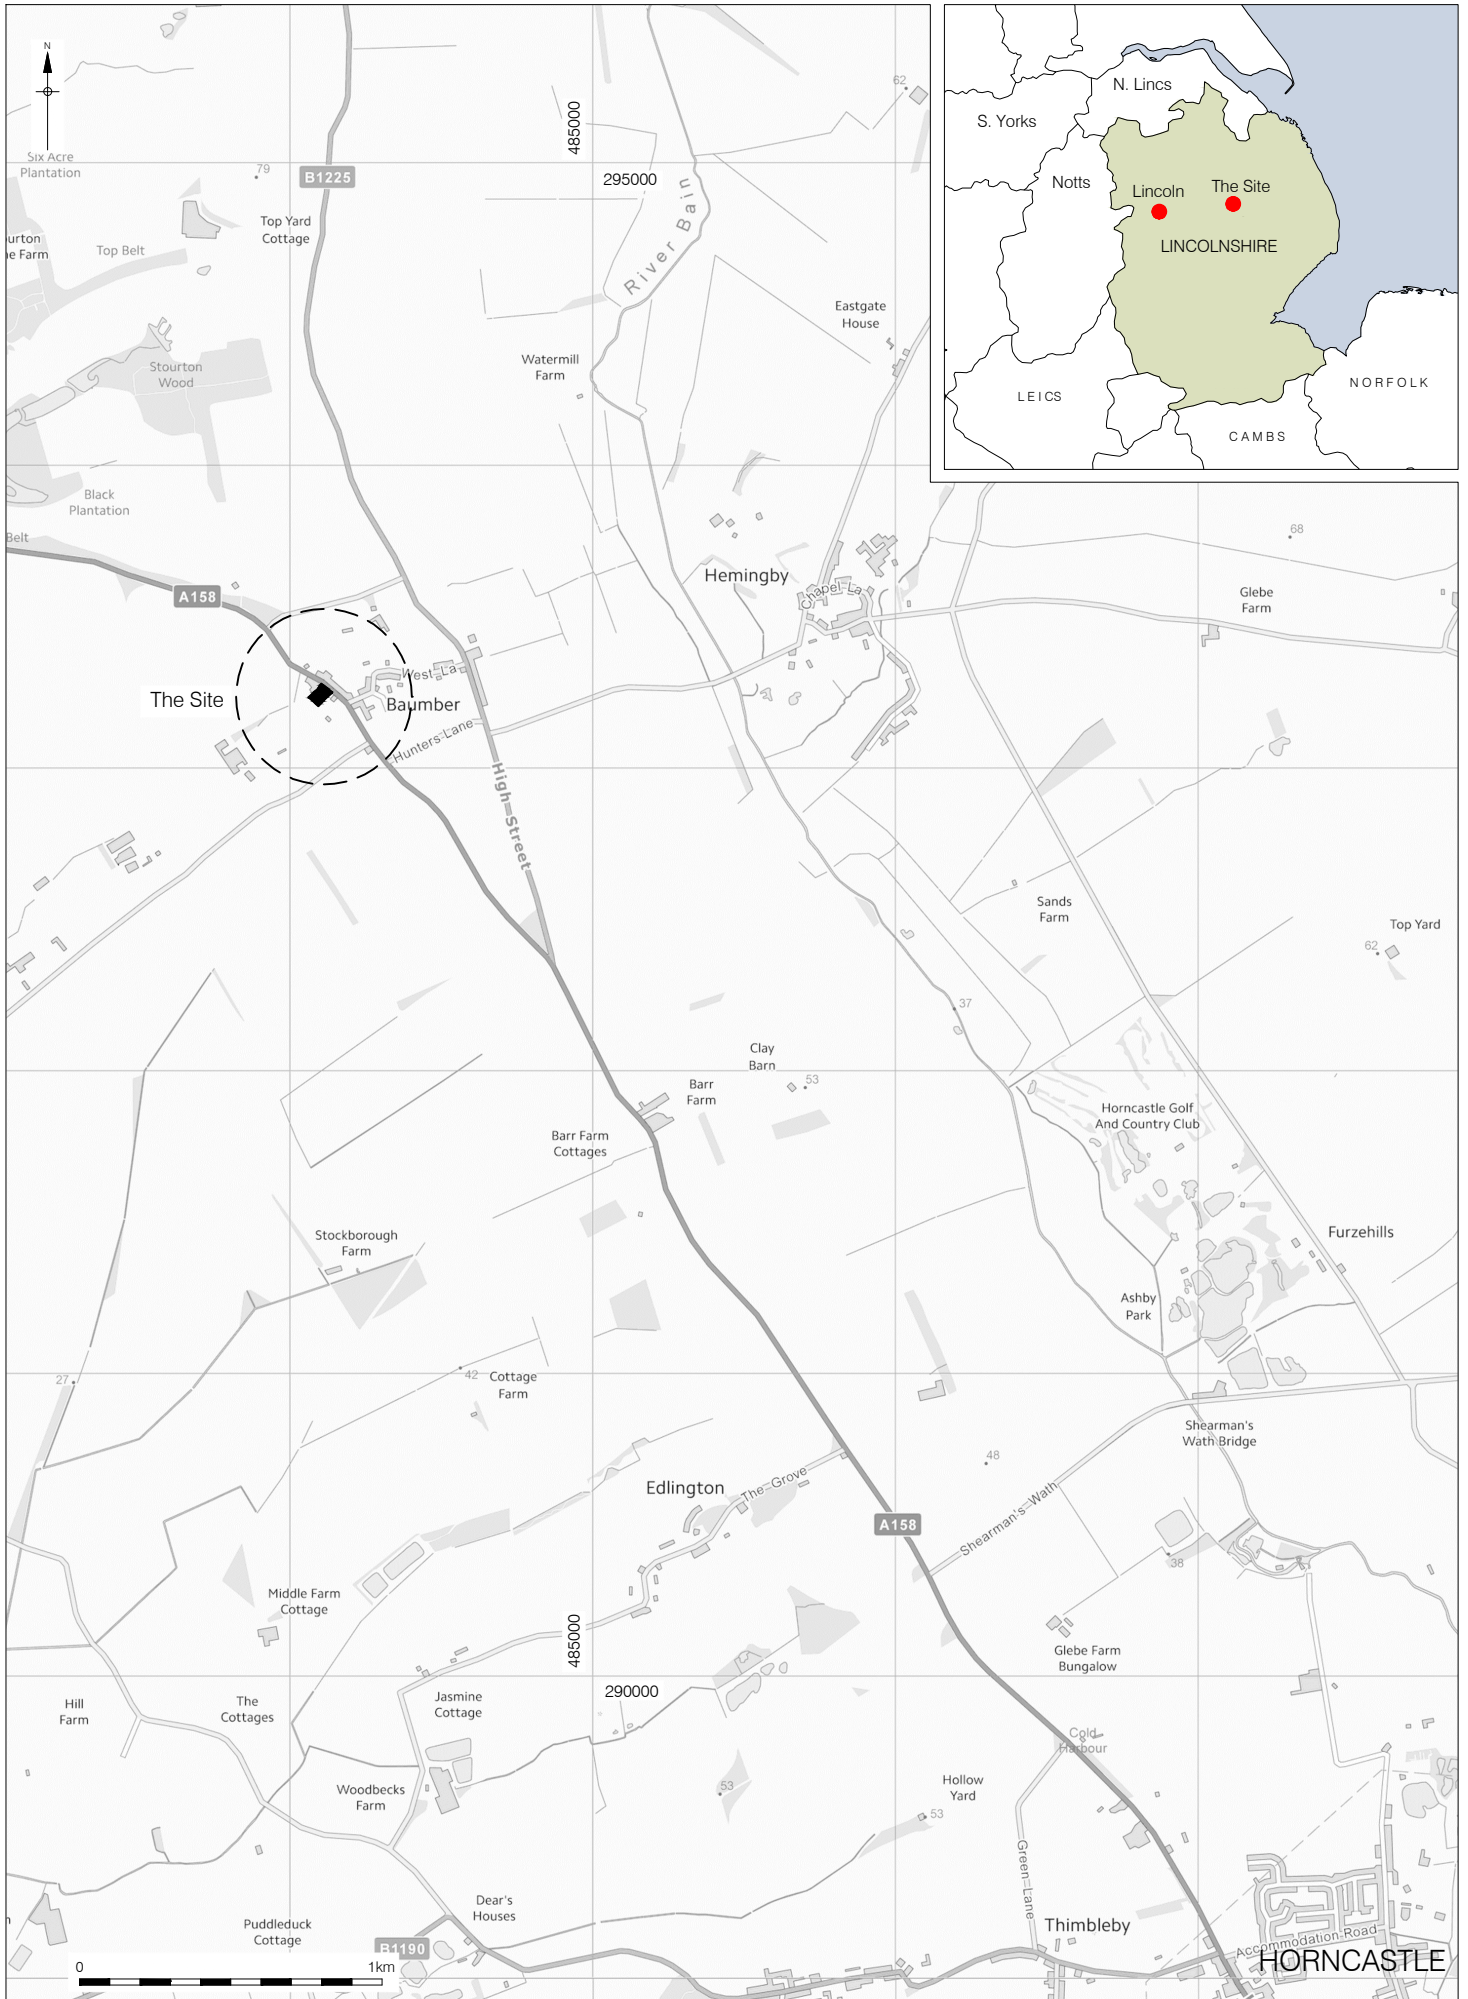 N
Six Acre
Plantation
79
B1225
485000
295000
62
River Bain
Top Yard
Cottage
urton
e Farm
Top Belt
Eastgate
House
Watermill
Farm
Stourton
Wood
Black
Plantation
Belt
A158
Hemingby
Chapel La
68
Glebe
Farm
The Site
West La
Baumber
Hunters Lane
High Street
Sands
Farm
Top Yard
62
37
Clay
Barn
53
Barr
Farm
Barr Farm
Cottages
Horncastle Golf
And Country Club
Stockborough
Farm
Furzehills
Ashby
Park
27
42
Cottage
Farm
Shearman's
Wath Bridge
48
Edlington
The Grove
A158
Shearman's Wath
38
Middle Farm
Cottage
485000
290000
Glebe Farm
Bungalow
Hill
Farm
The
Cottages
Jasmine
Cottage
Cold
Harbour
Woodbecks
Farm
53
Hollow
Yard
53
Green Lane
Dear's
Houses
Puddleduck
Cottage
B1190
Thimbleby
Accommodation Road
HORNCASTLE
0
1km
N. Lincs
S. Yorks
Notts
Lincoln
The Site
LINCOLNSHIRE
LEICS
NORFOLK
CAMBS